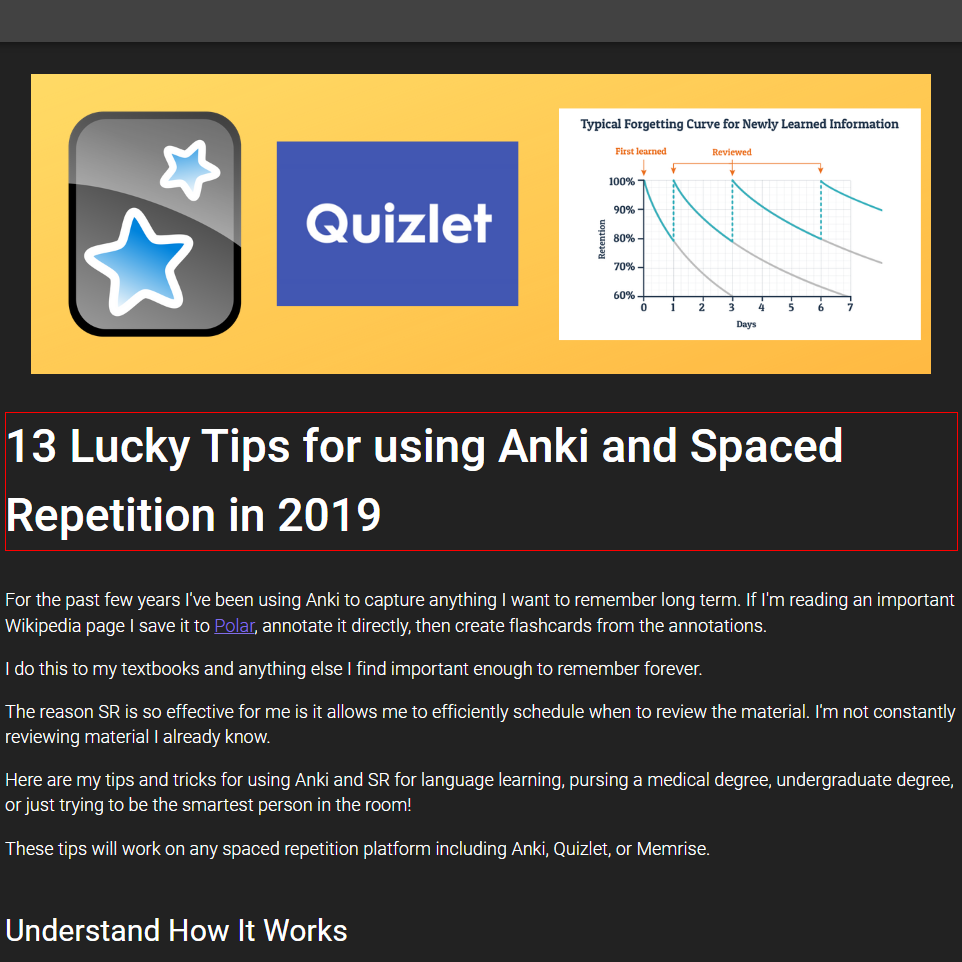 Quizlet
Typical Forgetting Curve for Newly Learned Information
First learned
Reviewed
100%
90%
80%
70%
60%
Retention
0 1 2 3 4 5 6 7
Days
13 Lucky Tips for using Anki and Spaced
Repetition in 2019
For the past few years I've been using Anki to capture anything I want to remember long term. If I'm reading an important
Wikipedia page I save it to Polar, annotate it directly, then create flashcards from the annotations.
I do this to my textbooks and anything else I find important enough to remember forever.
The reason SR is so effective for me is it allows me to efficiently schedule when to review the material. I'm not constantly
reviewing material I already know.
Here are my tips and tricks for using Anki and SR for language learning, pursing a medical degree, undergraduate degree,
or just trying to be the smartest person in the room!
These tips will work on any spaced repetition platform including Anki, Quizlet, or Memrise.
Understand How It Works